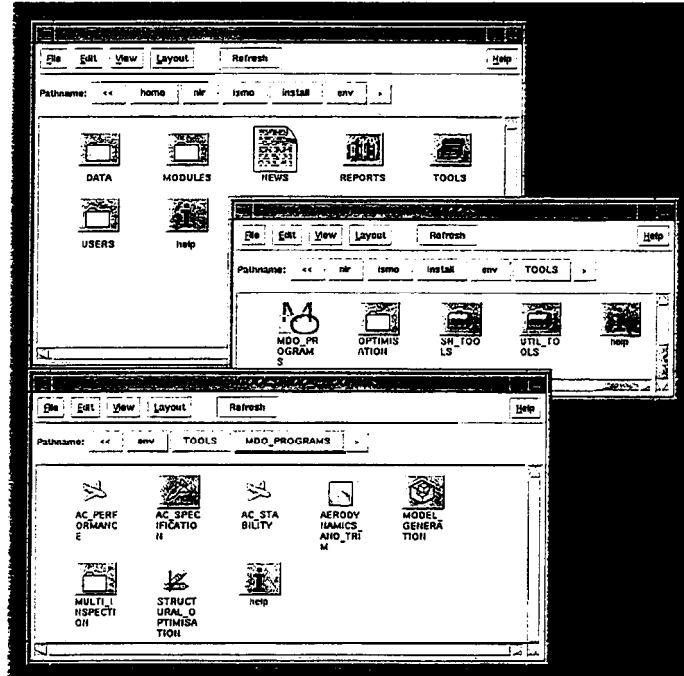 File Edit View Layout Refresh Help
Pathname: << home nlr ismo install env >
DATA MODULES NEWS REPORTS TOOLS
USERS help
File Edit View Layout Refresh Help
Pathname: << nlr ismo install env TOOLS >
MDO_PR OPTIMIS SH_TOO UTIL_TO help
OGRAM ATION LS OLS
S
File Edit View Layout Refresh Help
Pathname: << env TOOLS MDO_PROGRAMS >
AC_PERF AC_SPEC AC_STA AERODY MODEL_
ORMANC IFICATIO BILITY NAMICS_ GENERA
E N AND_TRI TION
M
MULTI_I STRUCT help
NSPECTI URAL_O
ON PTIMISA
TION